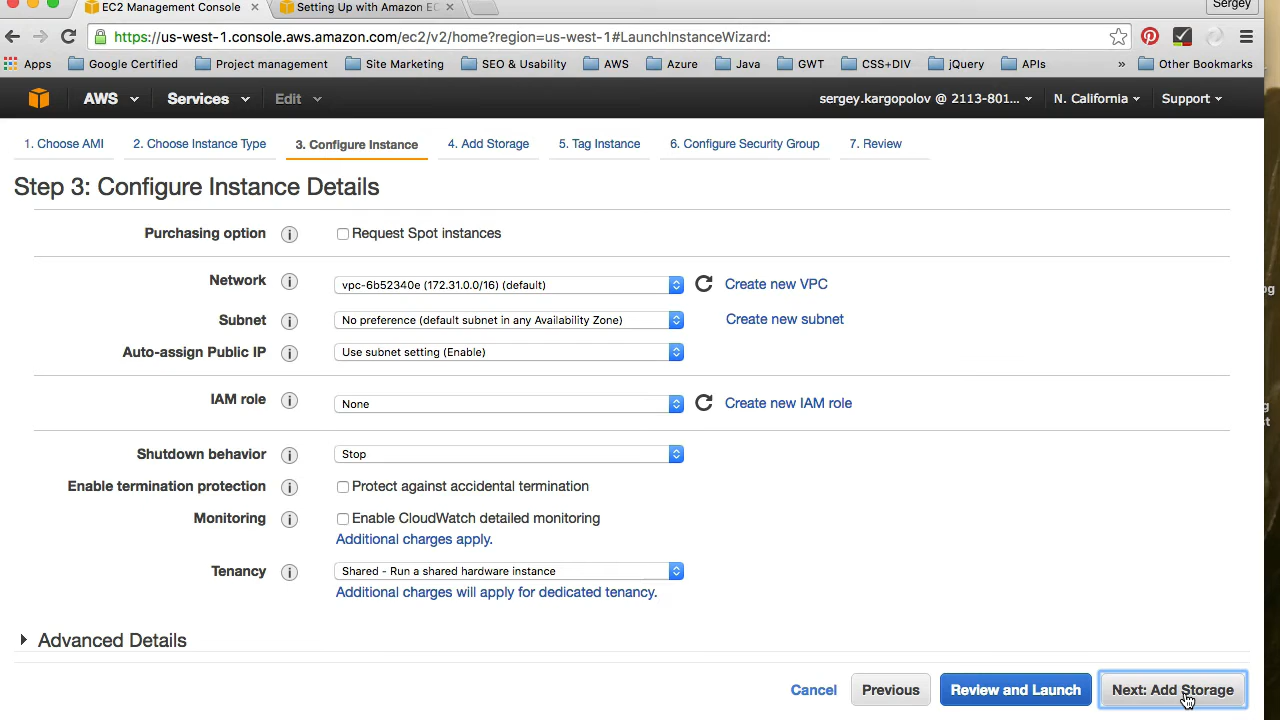 Sergey
EC2 Management Console × Setting Up with Amazon EC ×
https://us-west-1.console.aws.amazon.com/ec2/v2/home?region=us-west-1#LaunchInstanceWizard:
Apps Google Certified Project management Site Marketing SEO & Usability AWS Azure Java GWT CSS+DIV jQuery APIs » Other Bookmarks
AWS Services Edit sergey.kargopolov @ 2113-801... N. California Support
1. Choose AMI 2. Choose Instance Type 3. Configure Instance 4. Add Storage 5. Tag Instance 6. Configure Security Group 7. Review
Step 3: Configure Instance Details
Purchasing option i Request Spot instances
Network i vpc-6b52340e (172.31.0.0/16) (default) Create new VPC
Subnet i No preference (default subnet in any Availability Zone) Create new subnet
Auto-assign Public IP i Use subnet setting (Enable)
IAM role i None Create new IAM role
Shutdown behavior i Stop
Enable termination protection i Protect against accidental termination
Monitoring i Enable CloudWatch detailed monitoring
Additional charges apply.
Tenancy i Shared - Run a shared hardware instance
Additional charges will apply for dedicated tenancy.
Advanced Details
Cancel Previous Review and Launch Next: Add Storage